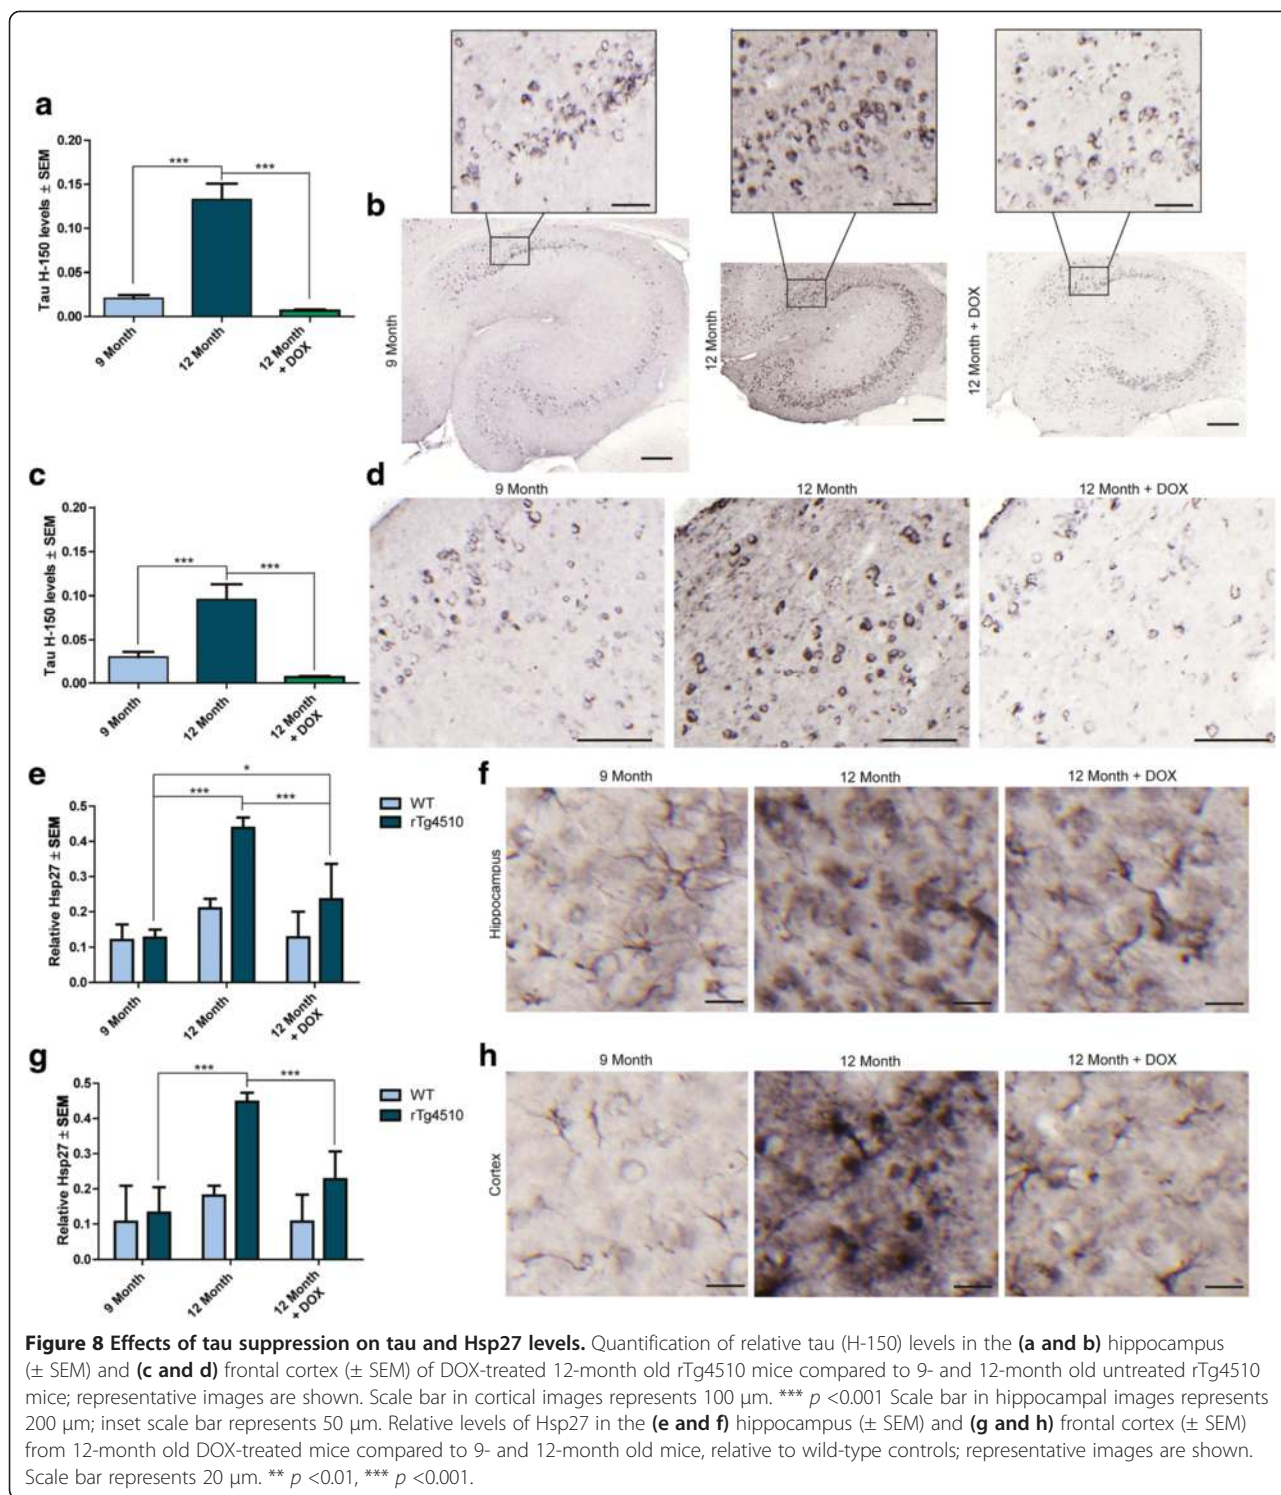 a
Tau H-150 levels ± SEM
0.20
0.15
0.10
0.05
0.00
***
***
9 Month
12 Month
12 Month
+ DOX
b
9 Month
12 Month
12 Month + DOX
c
Tau H-150 levels ± SEM
0.20
0.15
0.10
0.05
0.00
***
***
9 Month
12 Month
12 Month
+ DOX
d
9 Month
12 Month
12 Month + DOX
e
Relative Hsp27 ± SEM
0.5
0.4
0.3
0.2
0.1
0.0
*
***
***
WT
rTg4510
9 Month
12 Month
12 Month
+ DOX
f
9 Month
12 Month
12 Month + DOX
Hippocampus
g
Relative Hsp27 ± SEM
0.5
0.4
0.3
0.2
0.1
0.0
***
***
WT
rTg4510
9 Month
12 Month
12 Month
+ DOX
h
9 Month
12 Month
12 Month + DOX
Cortex
Figure 8 Effects of tau suppression on tau and Hsp27 levels. Quantification of relative tau (H-150) levels in the (a and b) hippocampus
(± SEM) and (c and d) frontal cortex (± SEM) of DOX-treated 12-month old rTg4510 mice compared to 9- and 12-month old untreated rTg4510
mice; representative images are shown. Scale bar in cortical images represents 100 μm. *** p <0.001 Scale bar in hippocampal images represents
200 μm; inset scale bar represents 50 μm. Relative levels of Hsp27 in the (e and f) hippocampus (± SEM) and (g and h) frontal cortex (± SEM)
from 12-month old DOX-treated mice compared to 9- and 12-month old mice, relative to wild-type controls; representative images are shown.
Scale bar represents 20 μm. ** p <0.01, *** p <0.001.